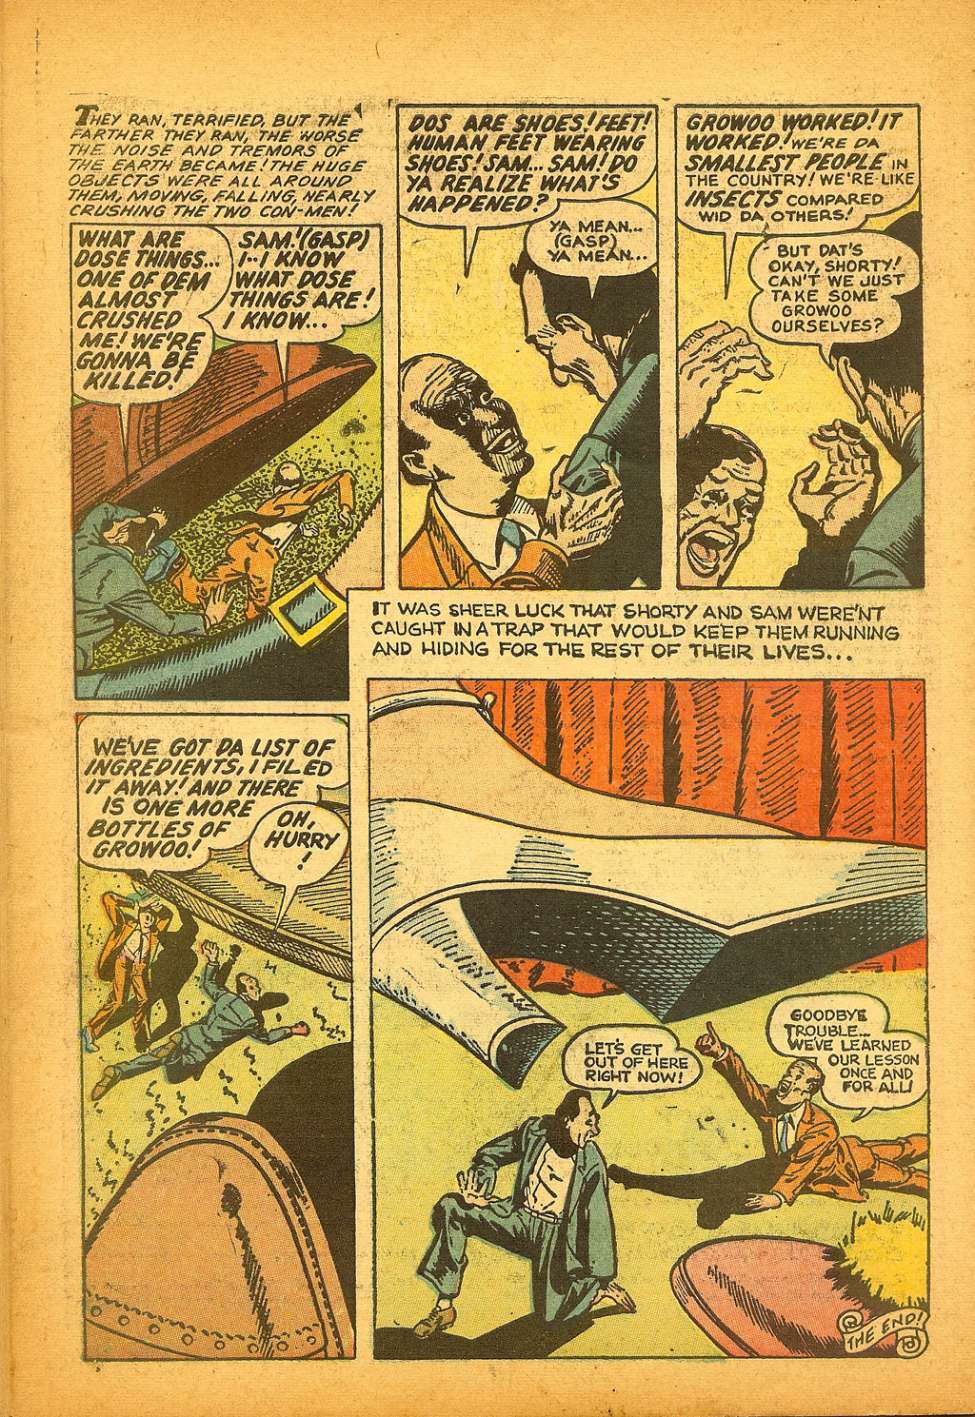 THEY RAN, TERRIFIED, BUT THE
FARTHER THEY RAN, THE WORSE
THE NOISE AND TREMORS OF
THE EARTH BECAME! THE HUGE
OBJECTS WERE ALL AROUND
THEM, MOVING, FALLING, NEARLY
CRUSHING THE TWO CON-MEN!
WHAT ARE
DOSE THINGS...
ONE OF DEM
ALMOST
CRUSHED
ME! WE'RE
GONNA BE
KILLED!
SAM! (GASP)
I--I KNOW
WHAT DOSE
THINGS ARE!
I KNOW...
DOS ARE SHOES! FEET!
HUMAN FEET WEARING
SHOES! SAM... SAM! DO
YA REALIZE WHAT'S
HAPPENED?
YA MEAN...
(GASP)
YA MEAN...
GROWOO WORKED! IT
WORKED! WE'RE DA
SMALLEST PEOPLE IN
THE COUNTRY! WE'RE LIKE
INSECTS COMPARED
WID DA OTHERS!
BUT DAT'S
OKAY, SHORTY!
CAN'T WE JUST
TAKE SOME
GROWOO
OURSELVES?
IT WAS SHEER LUCK THAT SHORTY AND SAM WERE'NT
CAUGHT IN A TRAP THAT WOULD KEEP THEM RUNNING
AND HIDING FOR THE REST OF THEIR LIVES...
WE'VE GOT DA LIST OF
INGREDIENTS, I FILED
IT AWAY! AND THERE
IS ONE MORE
BOTTLES OF
GROWOO!
OH,
HURRY
!
LET'S GET
OUT OF HERE
RIGHT NOW!
GOODBYE
TROUBLE...
WE'VE LEARNED
OUR LESSON
ONCE AND
FOR ALL!
THE END!